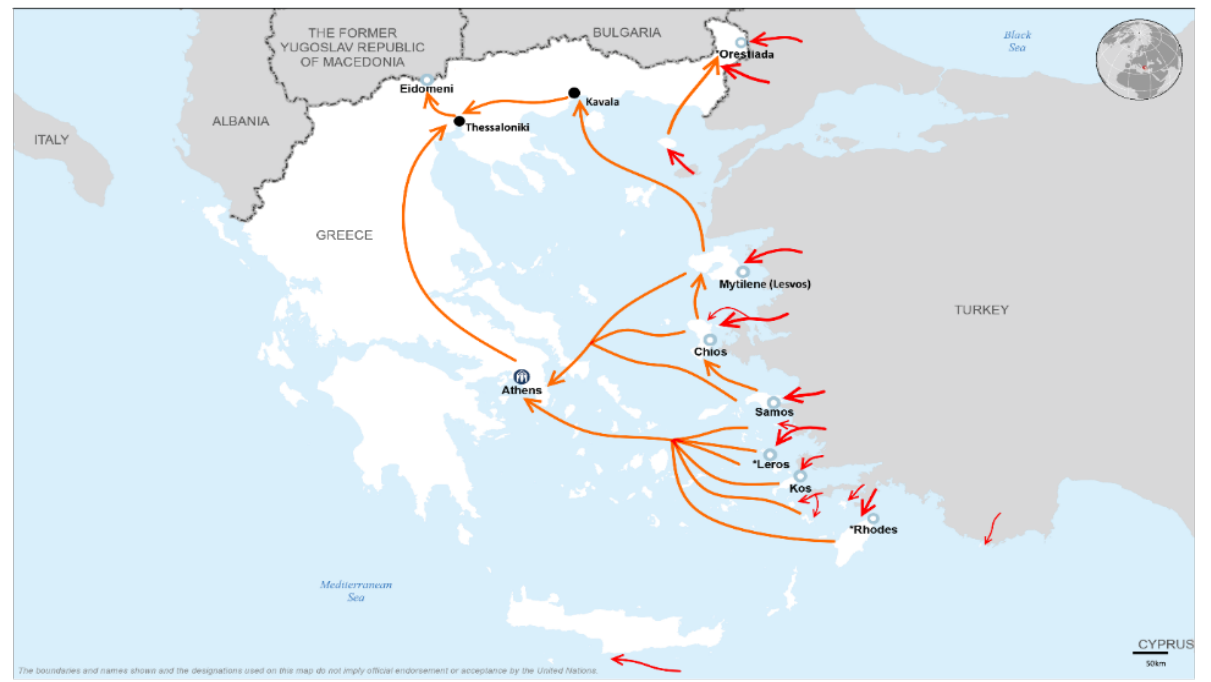 THE FORMER
YUGOSLAV REPUBLIC
OF MACEDONIA
BULGARIA
Black
Sea
*Orestiada
Eidomeni
Kavala
ALBANIA
Thessaloniki
ITALY
GREECE
Mytilene (Lesvos)
TURKEY
Chios
Athens
Samos
*Leros
Kos
*Rhodes
Mediterranean
Sea
CYPRUS
50km
The boundaries and names shown and the designations used on this map do not imply official endorsement or acceptance by the United Nations.